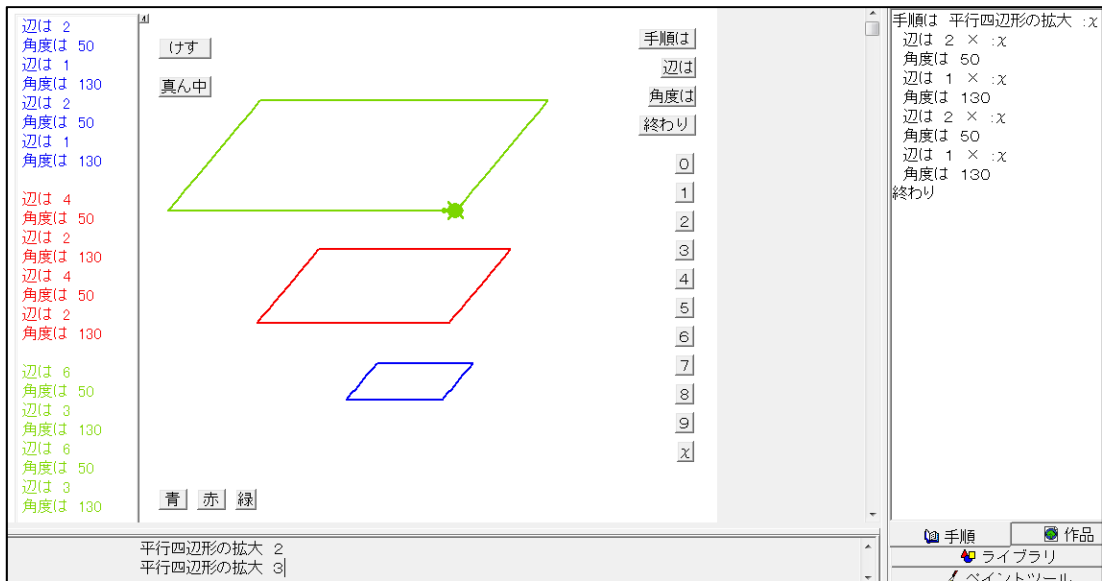 辺は 2
角度は 50
辺は 1
角度は 130
辺は 2
角度は 50
辺は 1
角度は 130
辺は 4
角度は 50
辺は 2
角度は 130
辺は 4
角度は 50
辺は 2
角度は 130
辺は 6
角度は 50
辺は 3
角度は 130
辺は 6
角度は 50
辺は 3
角度は 130
けす
真ん中
青 赤 緑
手順は
辺は
角度は
終わり
0
1
2
3
4
5
6
7
8
9
χ
平行四辺形の拡大 2
平行四辺形の拡大 3
手順は 平行四辺形の拡大 :χ
辺は 2 × :χ
角度は 50
辺は 1 × :χ
角度は 130
辺は 2 × :χ
角度は 50
辺は 1 × :χ
角度は 130
終わり
手順 作品
ライブラリ
ペイントツール